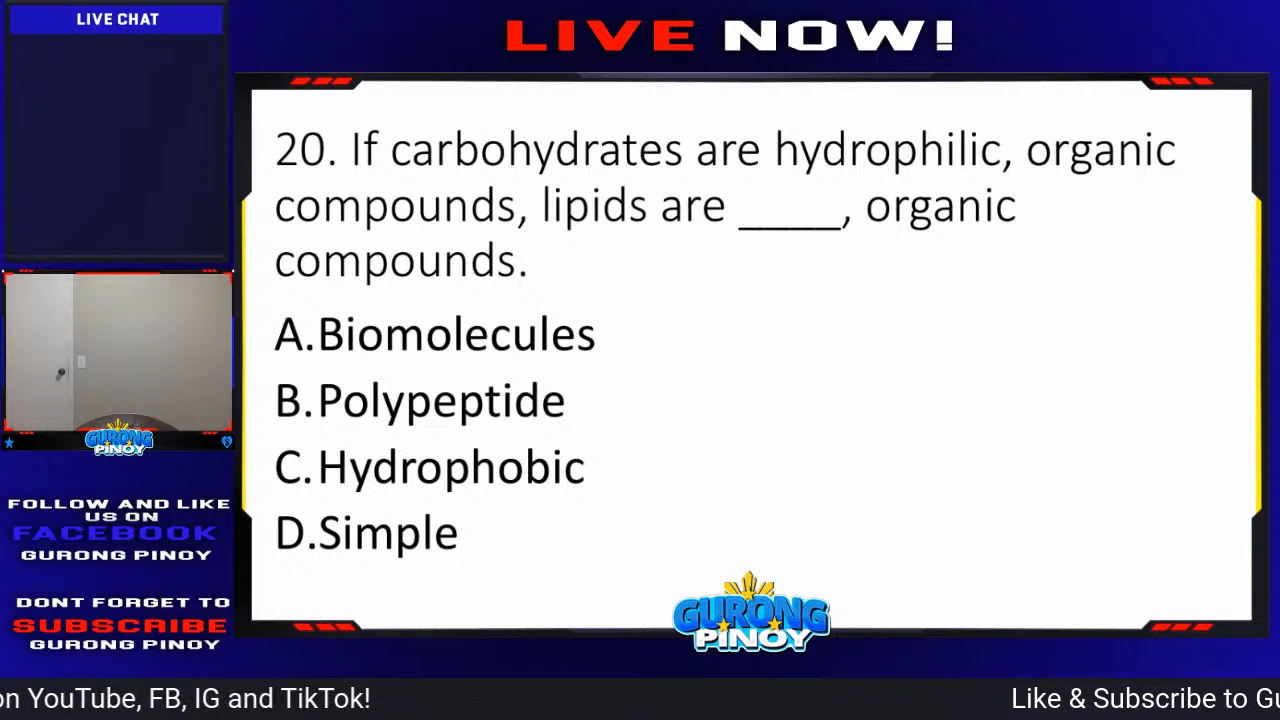 LIVE CHAT
LIVE NOW!
20. If carbohydrates are hydrophilic, organic
compounds, lipids are ____, organic
compounds.
A.Biomolecules
B.Polypeptide
C.Hydrophobic
D.Simple
GURONG
PINOY
FOLLOW AND LIKE
US ON
FACEBOOK
GURONG PINOY
DONT FORGET TO
SUBSCRIBE
GURONG PINOY
GURONG
PINOY
on YouTube, FB, IG and TikTok!
Like & Subscribe to Gu